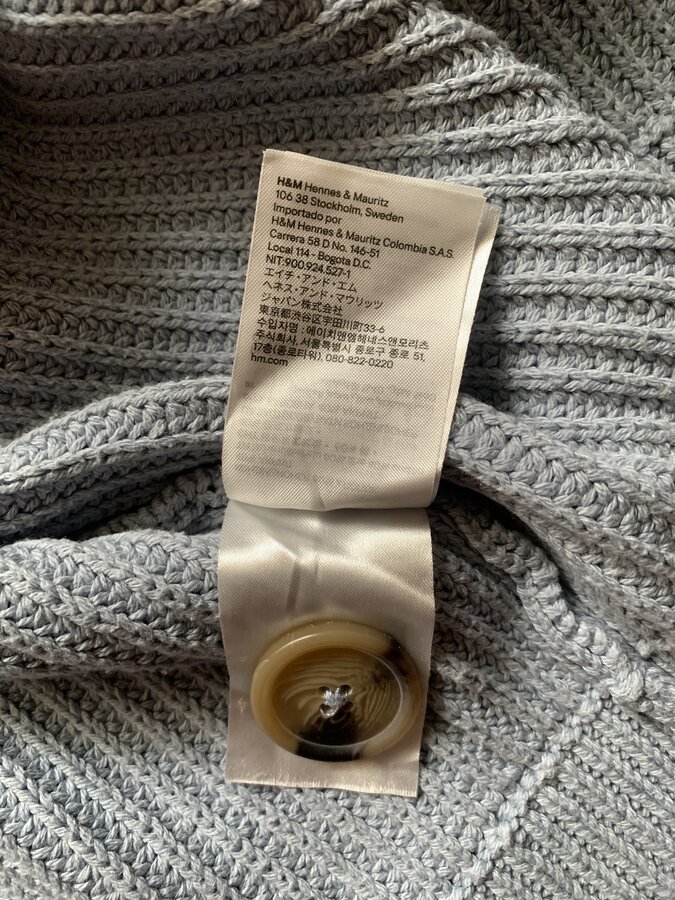 H&M Hennes & Mauritz
106 38 Stockholm, Sweden
Importado por
H&M Hennes & Mauritz Colombia S.A.S.
Carrera 58 D No. 146-51
Local 114 - Bogota D.C.
NIT:900.924.527-1
エイチ・アンド・エム
ヘネス・アンド・マウリッツ
ジャパン株式会社
東京都渋谷区宇田川町33-6
수입자명 : 에이치앤엠헤네스앤모리츠
주식회사, 서울특별시 종로구 종로 51,
17층(종로타워). 080-822-0220
hm.com